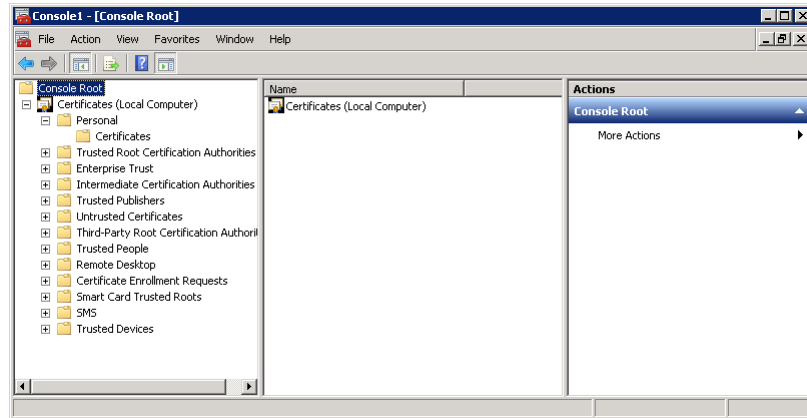 Console1 - [Console Root]
File Action View Favorites Window Help
Console Root
Certificates (Local Computer)
Personal
Certificates
Trusted Root Certification Authorities
Enterprise Trust
Intermediate Certification Authorities
Trusted Publishers
Untrusted Certificates
Third-Party Root Certification Authori
Trusted People
Remote Desktop
Certificate Enrollment Requests
Smart Card Trusted Roots
SMS
Trusted Devices
Name
Certificates (Local Computer)
Actions
Console Root
More Actions